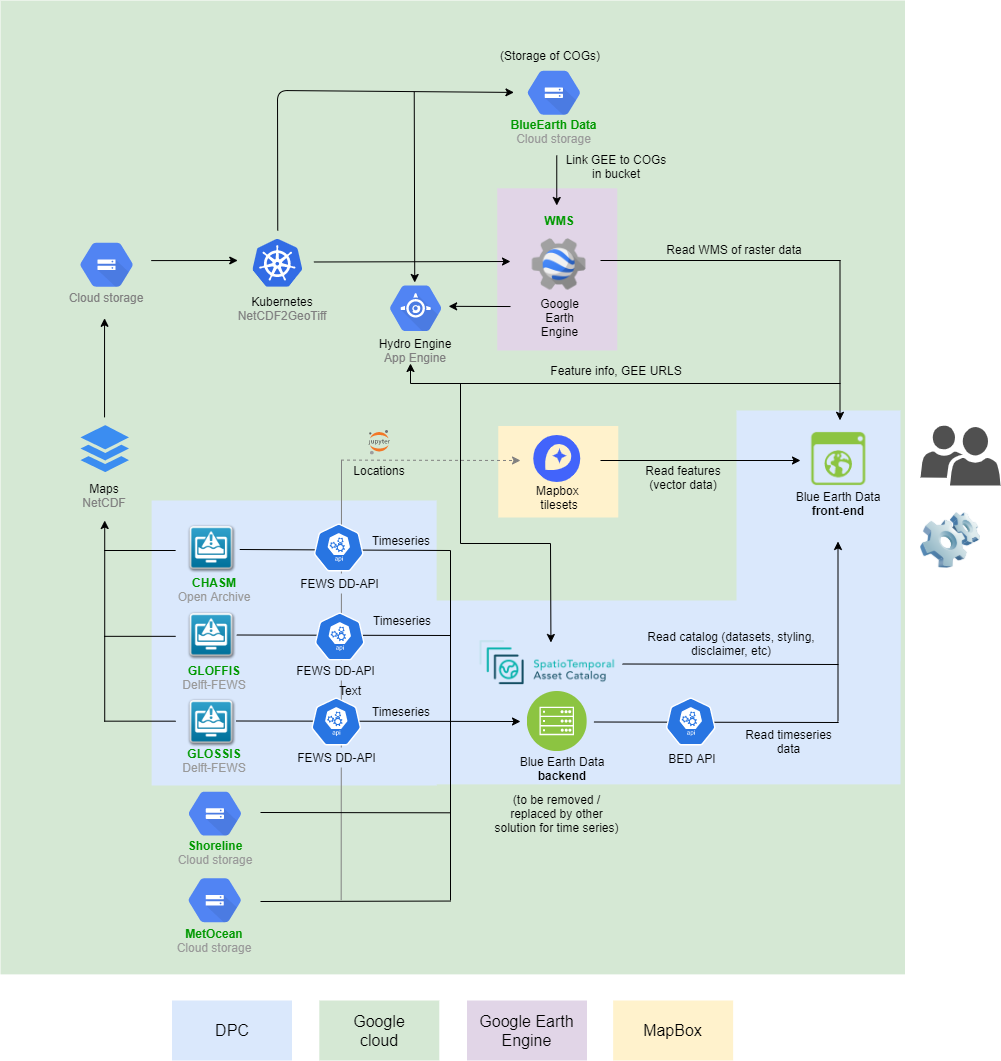 (Storage of COGs)
BlueEarth Data
Cloud storage
Link GEE to COGs
in bucket
WMS
Google
Earth
Engine
Read WMS of raster data
Cloud storage
Kubernetes
NetCDF2GeoTiff
Hydro Engine
App Engine
Feature info, GEE URLS
Maps
NetCDF
jupyter
Locations
Mapbox
tilesets
Read features
(vector data)
Blue Earth Data
front-end
CHASM
Open Archive
api
FEWS DD-API
Timeseries
GLOFFIS
Delft-FEWS
api
FEWS DD-API
Timeseries
Text
GLOSSIS
Delft-FEWS
api
FEWS DD-API
Timeseries
SpatioTemporal
Asset Catalog
Read catalog (datasets, styling,
disclaimer, etc)
Blue Earth Data
backend
(to be removed /
replaced by other
solution for time series)
api
BED API
Read timeseries
data
Shoreline
Cloud storage
MetOcean
Cloud storage
DPC
Google
cloud
Google Earth
Engine
MapBox